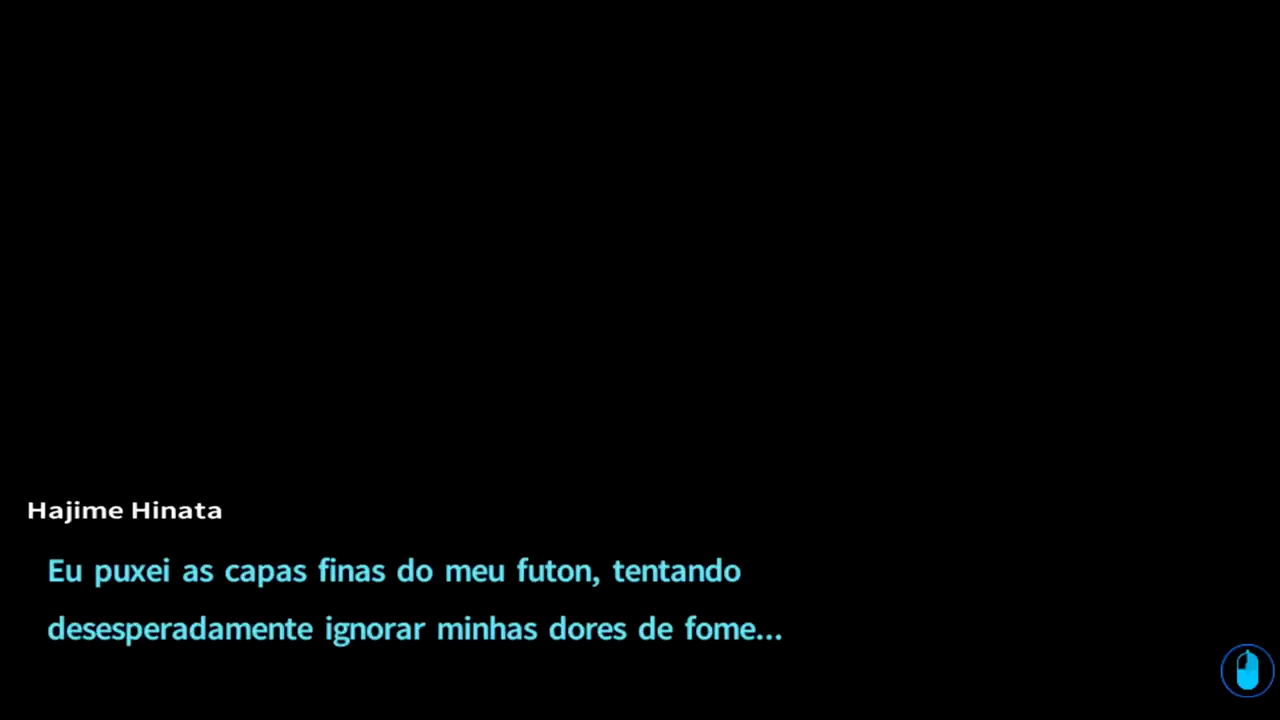 Hajime Hinata
Eu puxei as capas finas do meu futon, tentando
desesperadamente ignorar minhas dores de fome...